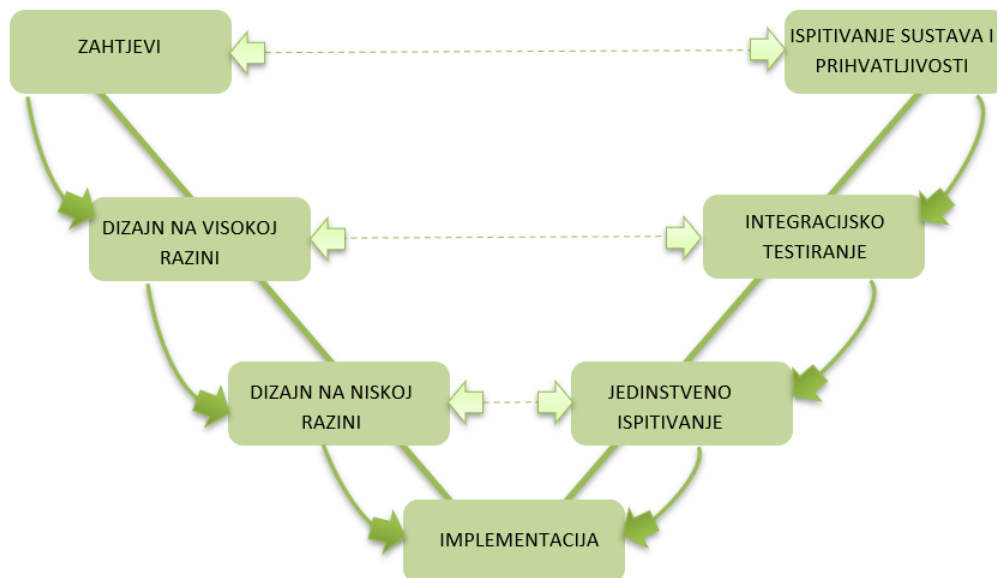 ZAHTJEVI
ISPITIVANJE SUSTAVA I
PRIHVATLJIVOSTI
DIZAJN NA VISOKOJ
RAZINI
INTEGRACIJSKO
TESTIRANJE
DIZAJN NA NISKOJ
RAZINI
JEDINSTVENO
ISPITIVANJE
IMPLEMENTACIJA